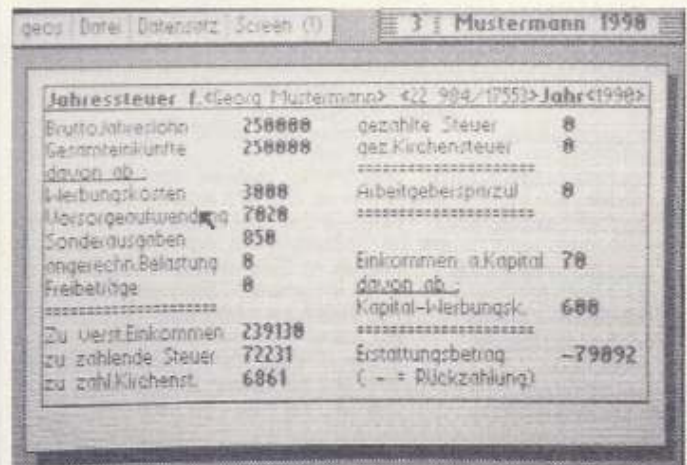 geos Datei Datensatz Screen (1) 3 Mustermann 1990
Jahressteuer f.<Georg Mustermann> <22 984/17553>Jahr<1990>
BruttoJahreslohn 250000 gezahlte Steuer 0
Gesamteinkünfte 250000 gez.Kirchensteuer 0
davon ab :
Werbungskosten 3000 Arbeitgebersparzul 0
Vorsorgeaufwendung 7020
Sonderausgaben 850
angerechn.Belastung 0 Einkommen a.Kapital 70
Freibeträge 0 davon ab :
Kapital-Werbungsk. 600
Zu verst.Einkommen 239130
zu zahlende Steuer 72231 Erstattungsbetrag -79092
zu zahl.Kirchenst. 6861 ( - = Rückzahlung)